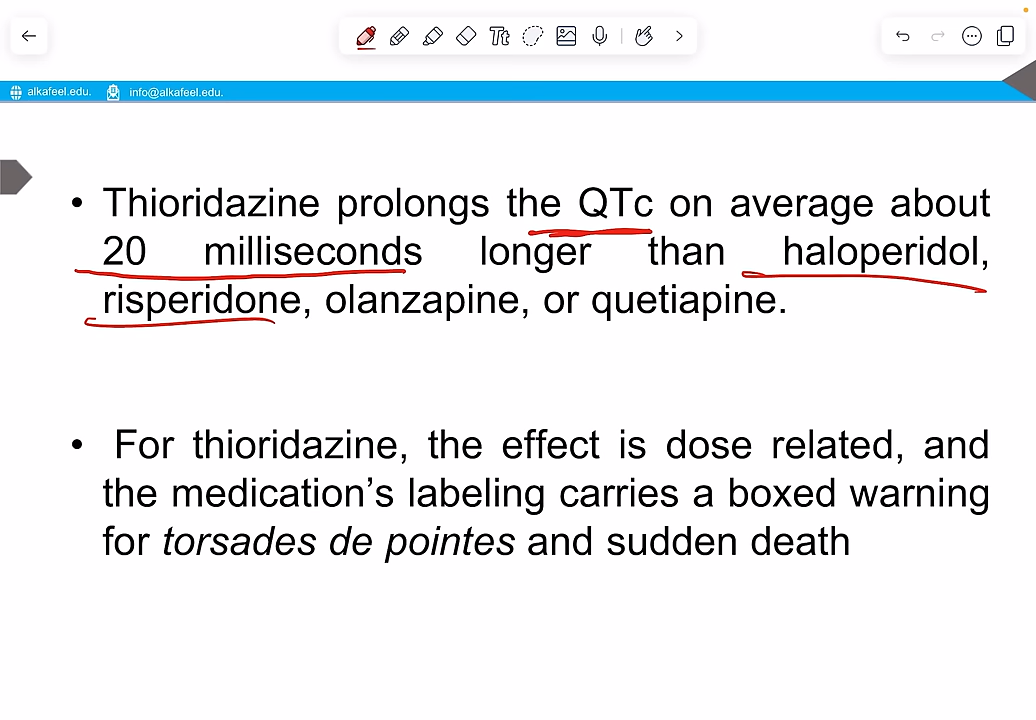 Tt
alkafeel.edu. info@alkafeel.edu.
• Thioridazine prolongs the QTc on average about
20 milliseconds longer than haloperidol,
risperidone, olanzapine, or quetiapine.
• For thioridazine, the effect is dose related, and
the medication’s labeling carries a boxed warning
for torsades de pointes and sudden death